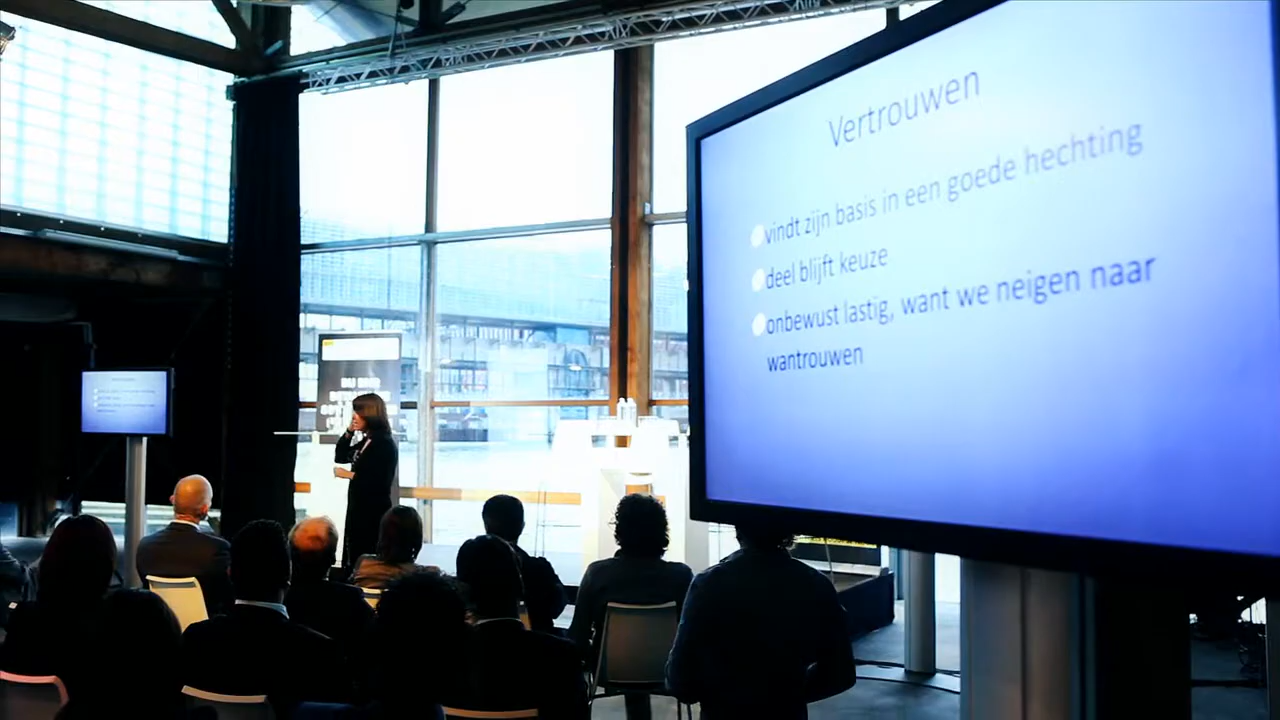 Vertrouwen
vindt zijn basis in een goede hechting
deel blijft keuze
onbewust lastig, want we neigen naar
wantrouwen